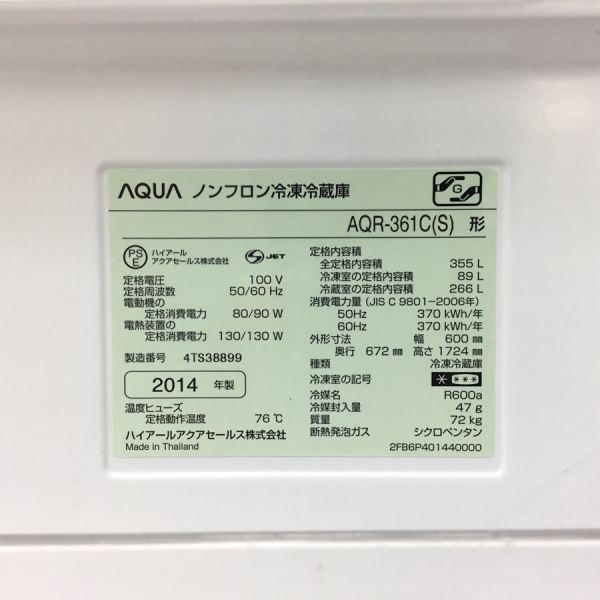 AQUA ノンフロン冷凍冷蔵庫
G
AQR-361C(S) 形
PS
E
ハイアール
アクアセールス株式会社
S JET
定格電圧 100 V
定格周波数 50/60 Hz
電動機の
定格消費電力 80/90 W
電熱装置の
定格消費電力 130/130 W
製造番号 4TS38899
2014 年製
温度ヒューズ
定格動作温度 76 ℃
ハイアールアクアセールス株式会社
Made in Thailand
定格内容積
全定格内容積 355 L
冷凍室の定格内容積 89 L
冷蔵室の定格内容積 266 L
消費電力量 (JIS C 9801-2006年)
50Hz 370 kWh/年
60Hz 370 kWh/年
外形寸法 幅 600 ㎜
奥行 672 ㎜ 高さ 1724 ㎜
種類 冷凍冷蔵庫
冷凍室の記号 * ***
冷媒名 R600a
冷媒封入量 47 g
質量 72 kg
断熱発泡ガス シクロペンタン
2FB6P401440000